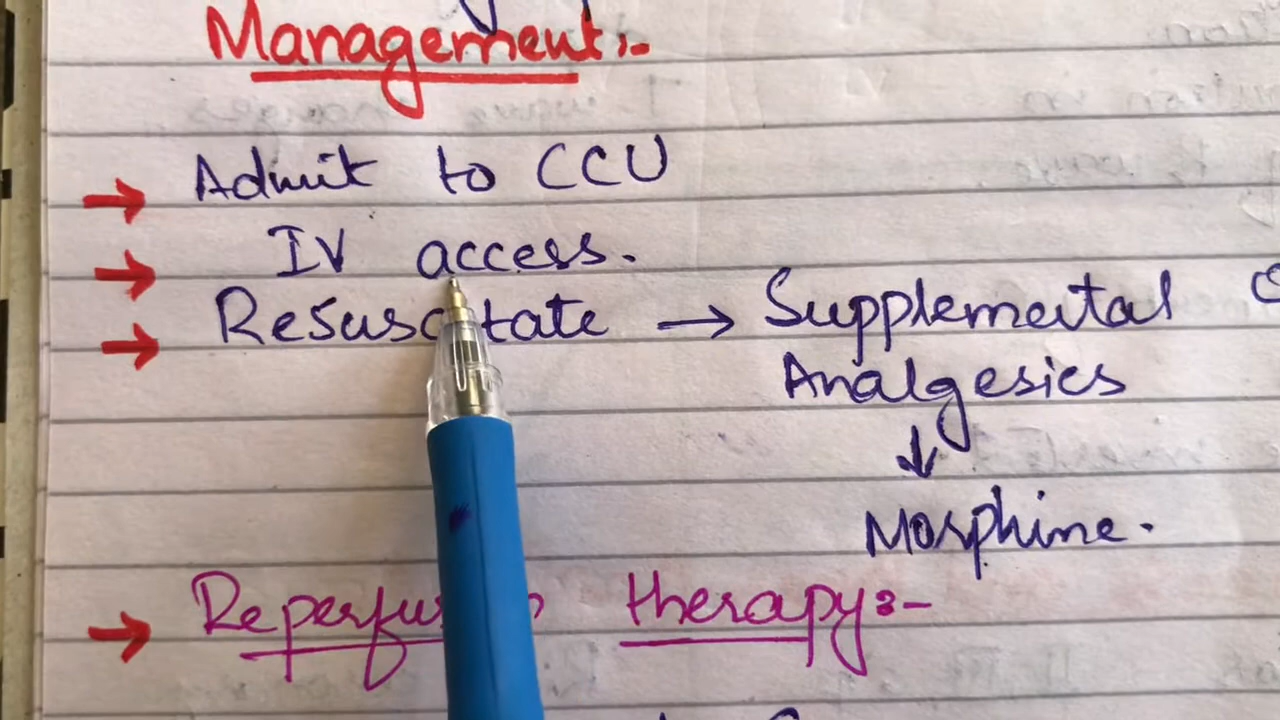 Management:-
→ Admit to CCU
→ IV access.
→ Resuscitate → Supplemental
Analgesics
↓
Morphine.
→ therapy:-